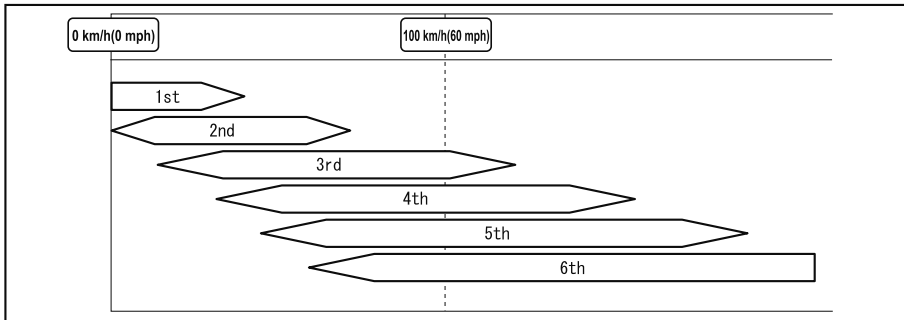 0 km/h(0 mph)
100 km/h(60 mph)
1st
2nd
3rd
4th
5th
6th